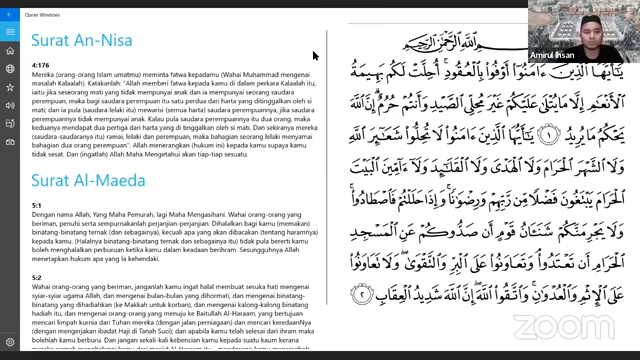 Quran Windows
Surat An-Nisa
4:176
Mereka (orang-orang Islam umatmu) meminta fatwa kepadamu (Wahai Muhammad mengenai
masalah Kalaalah). Katakanlah: "Allah memberi fatwa kepada kamu di dalam perkara Kalaalah itu,
iaitu jika seseorang mati yang tidak mempunyai anak dan ia mempunyai seorang saudara
perempuan, maka bagi saudara perempuan itu satu perdua dari harta yang ditinggalkan oleh si
mati; dan ia pula (saudara lelaki itu) mewarisi (semua harta) saudara perempuannya, jika saudara
perempuannya tidak mempunyai anak. Kalau pula saudara perempuannya itu dua orang, maka
keduanya mendapat dua pertiga dari harta yang di tinggalkan oleh si mati. Dan sekiranya mereka
(saudara-saudaranya itu) ramai, lelaki dan perempuan, maka bahagian seorang lelaki menyamai
bahagian dua orang perempuan". Allah menerangkan (hukum ini) kepada kamu supaya kamu
tidak sesat. Dan (ingatlah) Allah Maha Mengetahui akan tiap-tiap sesuatu.
Surat Al-Maeda
5:1
Dengan nama Allah, Yang Maha Pemurah, lagi Maha Mengasihani. Wahai orang-orang yang
beriman, penuhi serta sempurnakanlah perjanjian-perjanjian. Dihalalkan bagi kamu (memakan)
binatang-binatang ternak (dan sebagainya), kecuali apa yang akan dibacakan (tentang haramnya)
kepada kamu. (Halalnya binatang-binatang ternak dan sebagainya itu) tidak pula bererti kamu
boleh menghalalkan perburuan ketika kamu dalam keadaan berihram. Sesungguhnya Allah
menetapkan hukum apa yang Ia kehendaki.
5:2
Wahai orang-orang yang beriman, janganlah kamu ingat halal membuat sesuka hati mengenai
syiar-syiar ugama Allah, dan mengenai bulan-bulan yang dihormati, dan mengenai binatang-
binatang yang dihadiahkan (ke Makkah untuk korban), dan mengenai kalong-kalong binatang
hadiah itu, dan mengenai orang-orang yang menuju ke Baitullah Al-Haraam, yang bertujuan
mencari limpah kurnia dari Tuhan mereka (dengan jalan perniagaan) dan mencari keredaanNya
(dengan mengerjakan ibadat Haji di Tanah Suci); dan apabila kamu telah selesai dari ihram maka
bolehlah kamu berburu. Dan jangan sekali-kali kebencian kamu kepada suatu kaum kerana
بِسْمِ ٱللَّهِ ٱلرَّحْمَٰنِ ٱلرَّحِيمِ
يَٰٓأَيُّهَا ٱلَّذِينَ ءَامَنُوٓا۟ أَوْفُوا۟ بِٱلْعُقُودِ ۚ أُحِلَّتْ لَكُم بَهِيمَةُ
ٱلْأَنْعَٰمِ إِلَّا مَا يُتْلَىٰ عَلَيْكُمْ غَيْرَ مُحِلِّى ٱلصَّيْدِ وَأَنتُمْ حُرُمٌ ۗ إِنَّ ٱللَّهَ
يَحْكُمُ مَا يُرِيدُ ١ يَٰٓأَيُّهَا ٱلَّذِينَ ءَامَنُوا۟ لَا تُحِلُّوا۟ شَعَٰٓئِرَ ٱللَّهِ
وَلَا ٱلشَّهْرَ ٱلْحَرَامَ وَلَا ٱلْهَدْىَ وَلَا ٱلْقَلَٰٓئِدَ وَلَآ ءَآمِّينَ ٱلْبَيْتَ
ٱلْحَرَامَ يَبْتَغُونَ فَضْلًا مِّن رَّبِّهِمْ وَرِضْوَٰنًا ۚ وَإِذَا حَلَلْتُمْ فَٱصْطَادُوا۟ ۚ
وَلَا يَجْرِمَنَّكُمْ شَنَـَٔانُ قَوْمٍ أَن صَدُّوكُمْ عَنِ ٱلْمَسْجِدِ
ٱلْحَرَامِ أَن تَعْتَدُوا۟ ۘ وَتَعَاوَنُوا۟ عَلَى ٱلْبِرِّ وَٱلتَّقْوَىٰ ۖ وَلَا تَعَاوَنُوا۟
عَلَى ٱلْإِثْمِ وَٱلْعُدْوَٰنِ ۚ وَٱتَّقُوا۟ ٱللَّهَ ۖ إِنَّ ٱللَّهَ شَدِيدُ ٱلْعِقَابِ ٢
Amirul Ihsan
zoom